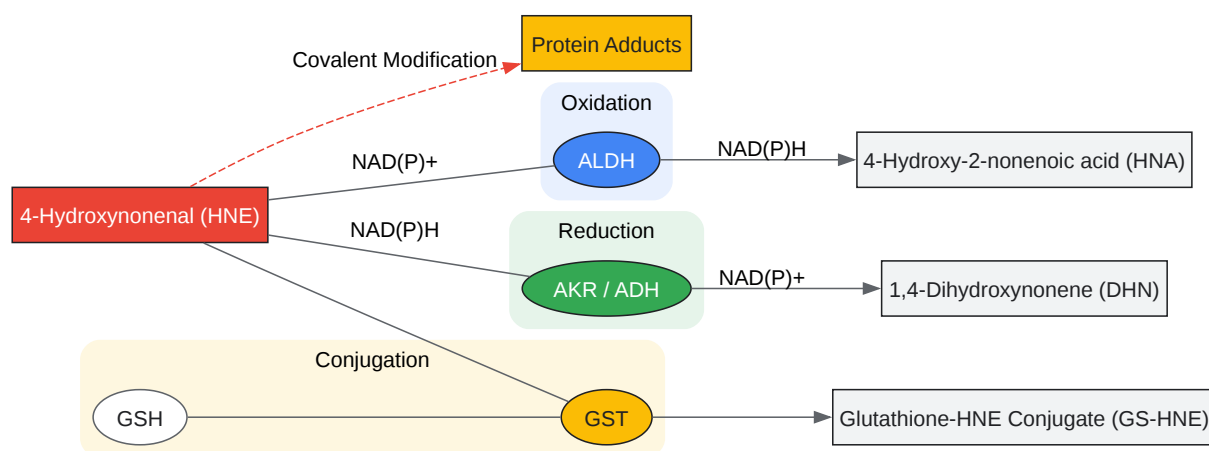 Protein Adducts
Covalent Modification
Oxidation
NAD(P)+
ALDH
NAD(P)H
4-Hydroxy-2-nonenoic acid (HNA)
4-Hydroxynonenal (HNE)
NAD(P)H
Reduction
AKR / ADH
NAD(P)+
1,4-Dihydroxynonene (DHN)
Conjugation
GSH
GST
Glutathione-HNE Conjugate (GS-HNE)